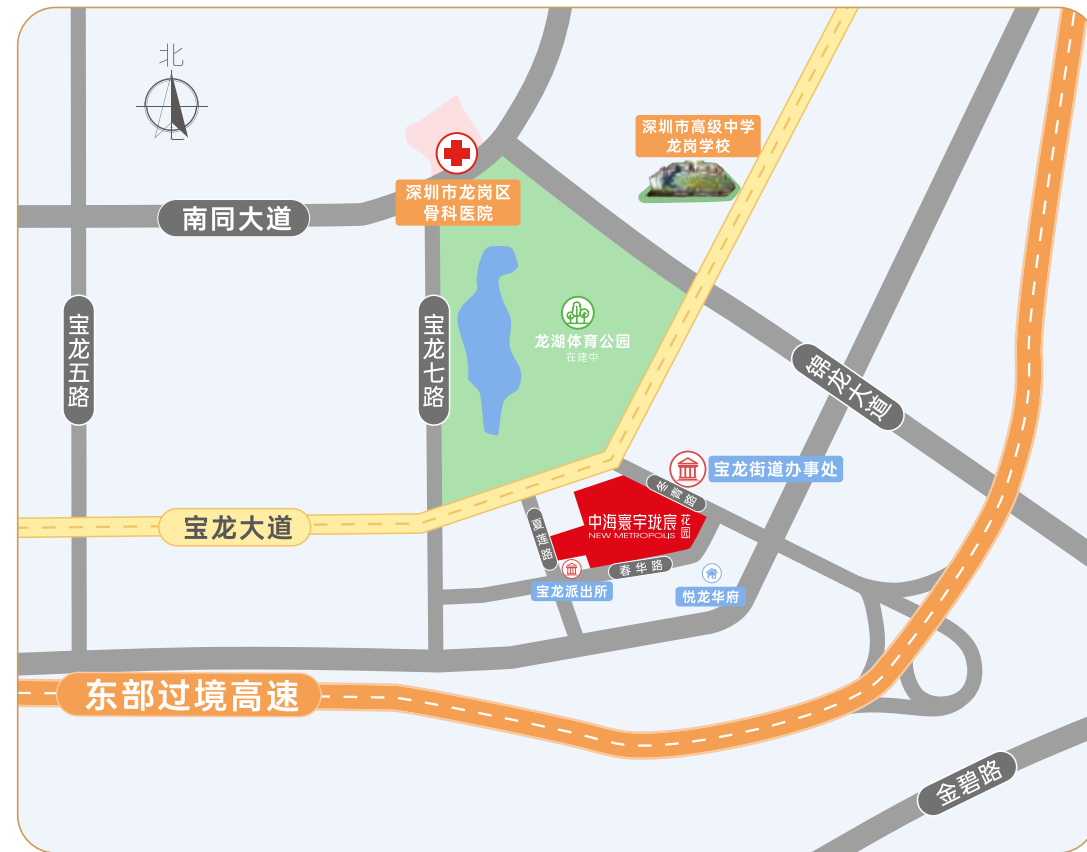 北
深圳市高级中学
龙岗学校
深圳市龙岗区
骨科医院
南同大道
宝龙五路
宝龙七路
龙湖体育公园
在建中
锦龙大道
宝龙街道办事处
冬青路
宝龙大道
夏莲路
中海寰宇珑宸
花园
NEW METROPOLIS
春华路
宝龙派出所
悦龙华府
东部过境高速
金碧路